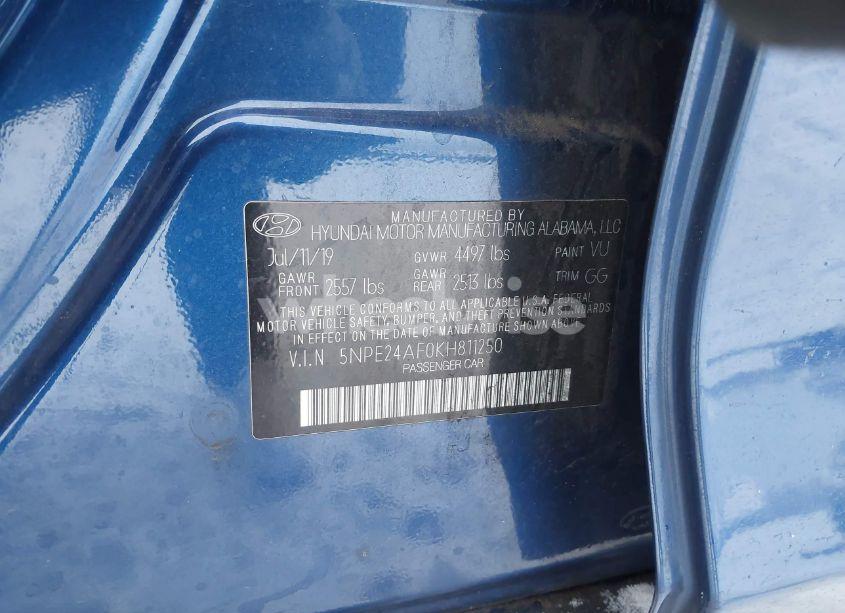 MANUFACTURED BY
HYUNDAI MOTOR MANUFACTURING ALABAMA, LLC
Jul/11/19 GVWR 4497 lbs PAINT VU
GAWR FRONT 2557 lbs GAWR REAR 2513 lbs TRIM GG
THIS VEHICLE CONFORMS TO ALL APPLICABLE U.S.A. FEDERAL
MOTOR VEHICLE SAFETY, BUMPER, AND THEFT PREVENTION STANDARDS
IN EFFECT ON THE DATE OF MANUFACTURE SHOWN ABOVE.
V.I.N 5NPE24AF0KH811250
PASSENGER CAR